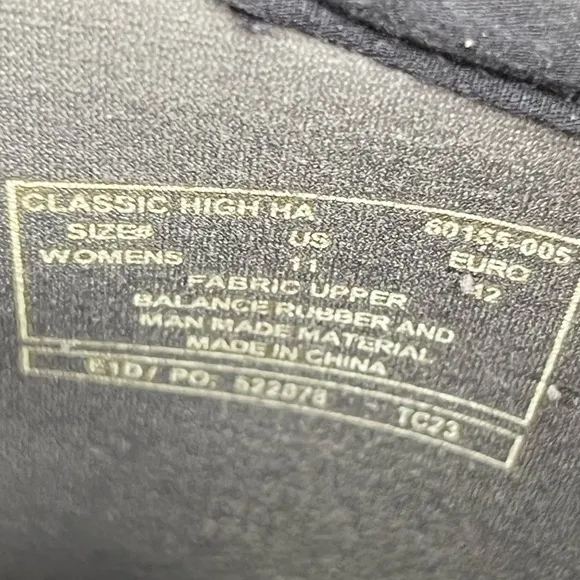 CLASSIC HIGH HA 60155-005
SIZE# US EURO
WOMENS 11 42
FABRIC UPPER
BALANCE RUBBER AND
MAN MADE MATERIAL
MADE IN CHINA
E1D/ PO. 522078 TC23